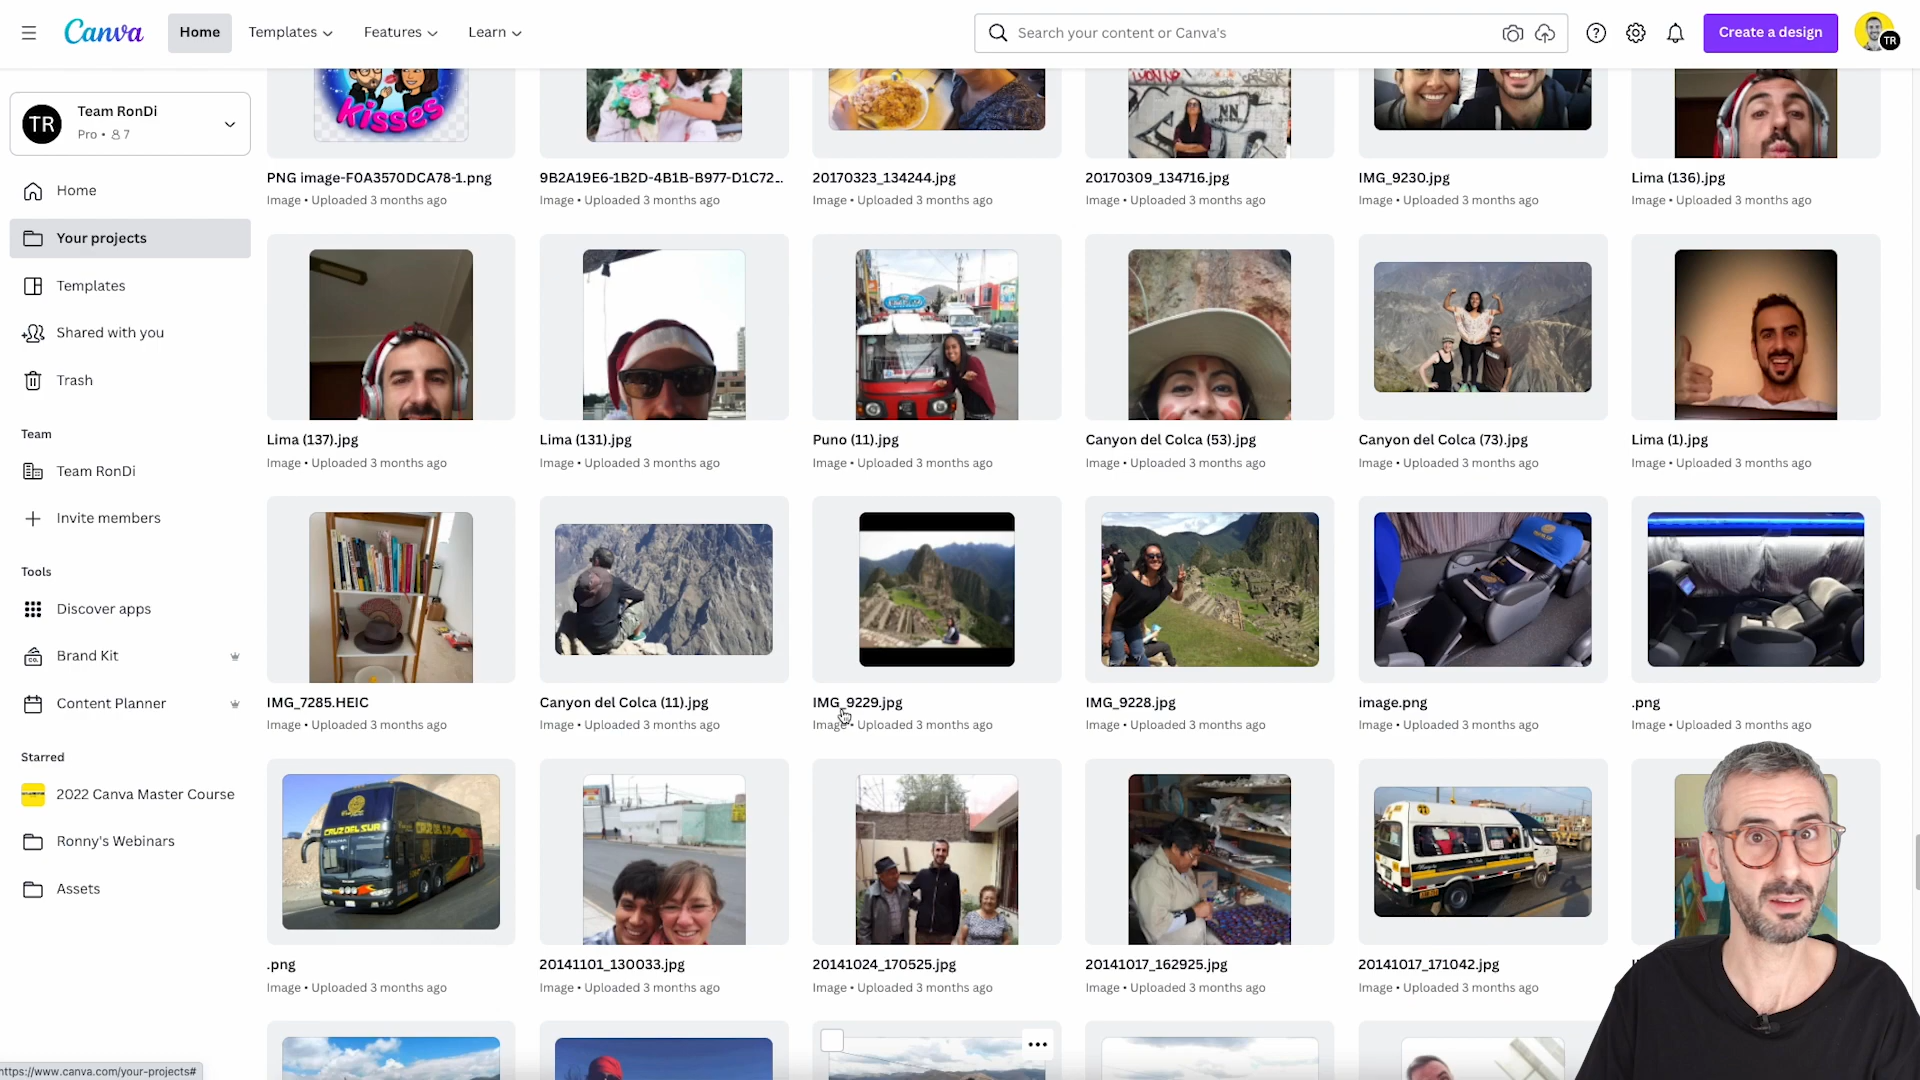 Canva
Home
Templates
Features
Learn
Search your content or Canva's
Create a design
TR
TR
Team RonDi
Pro • 7
Home
Your projects
Templates
Shared with you
Trash
Team
Team RonDi
Invite members
Tools
Discover apps
Brand Kit
Content Planner
Starred
2022 Canva Master Course
Ronny's Webinars
Assets
kisses
PNG image-F0A3570DCA78-1.png
9B2A19E6-1B2D-4B1B-B977-D1C72...
20170323_134244.jpg
20170309_134716.jpg
IMG_9230.jpg
Lima (136).jpg
Image • Uploaded 3 months ago
Image • Uploaded 3 months ago
Image • Uploaded 3 months ago
Image • Uploaded 3 months ago
Image • Uploaded 3 months ago
Image • Uploaded 3 months ago
Lima (137).jpg
Lima (131).jpg
Puno (11).jpg
Canyon del Colca (53).jpg
Canyon del Colca (73).jpg
Lima (1).jpg
Image • Uploaded 3 months ago
Image • Uploaded 3 months ago
Image • Uploaded 3 months ago
Image • Uploaded 3 months ago
Image • Uploaded 3 months ago
Image • Uploaded 3 months ago
IMG_7285.HEIC
Canyon del Colca (11).jpg
IMG_9229.jpg
IMG_9228.jpg
image.png
.png
Image • Uploaded 3 months ago
Image • Uploaded 3 months ago
Image • Uploaded 3 months ago
Image • Uploaded 3 months ago
Image • Uploaded 3 months ago
Image • Uploaded 3 months ago
CRUZ DEL SUR
CRUZ DEL SUR
.png
20141101_130033.jpg
20141024_170525.jpg
20141017_162925.jpg
20141017_171042.jpg
Image • Uploaded 3 months ago
Image • Uploaded 3 months ago
Image • Uploaded 3 months ago
Image • Uploaded 3 months ago
Image • Uploaded 3 months ago
https://www.canva.com/your-projects#